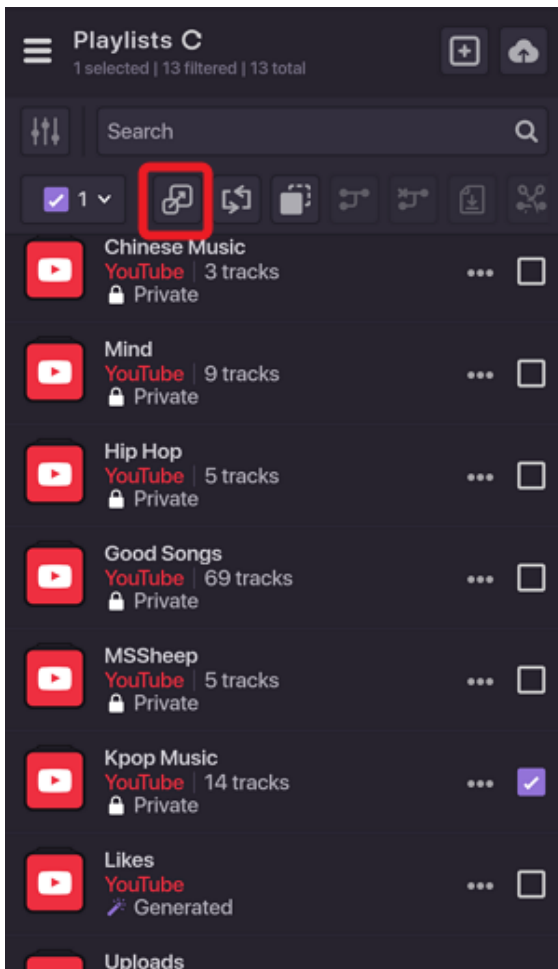 Playlists
1 selected | 13 filtered | 13 total
Search
1
Chinese Music
YouTube | 3 tracks
Private
Mind
YouTube | 9 tracks
Private
Hip Hop
YouTube | 5 tracks
Private
Good Songs
YouTube | 69 tracks
Private
MSSheep
YouTube | 5 tracks
Private
Kpop Music
YouTube | 14 tracks
Private
Likes
YouTube
Generated
Uploads